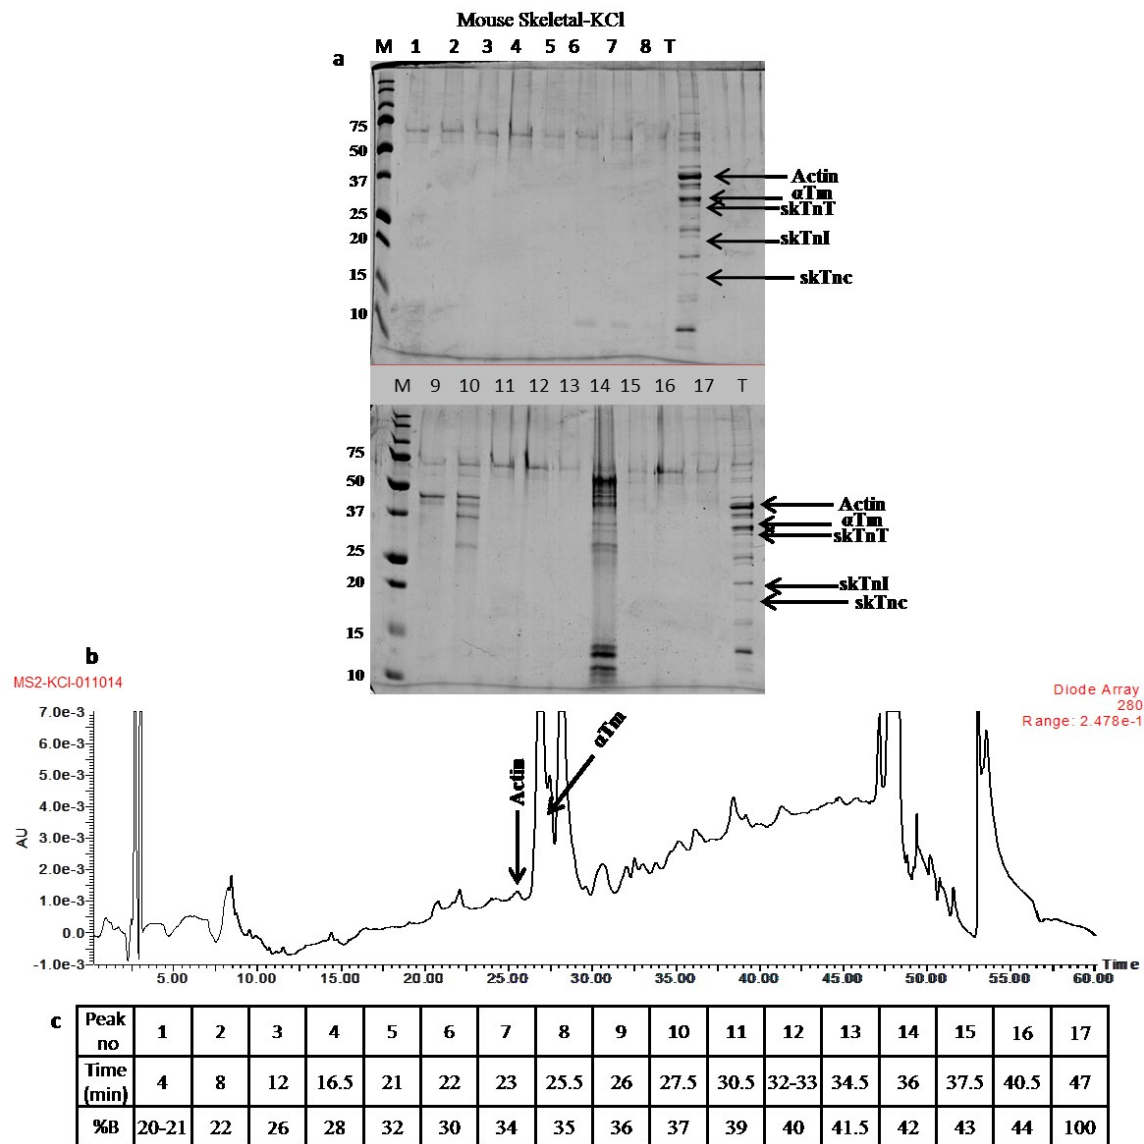 Mouse Skeletal-KCl
M 1 2 3 4 5 6 7 8 T
a
75
50
37
25
20
15
10
Actin
αTm
skTnT
skTnI
skTnc
M 9 10 11 12 13 14 15 16 17 T
75
50
37
25
20
15
10
Actin
αTm
skTnT
skTnI
skTnc
b
MS2-KCl-011014
Diode Array
280
Range: 2.478e-1
7.0e-3
6.0e-3
5.0e-3
4.0e-3
3.0e-3
2.0e-3
1.0e-3
0.0
-1.0e-3
AU
Actin
αTm
5.00 10.00 15.00 20.00 25.00 30.00 35.00 40.00 45.00 50.00 55.00 60.00 Time
c
Peak no 1 2 3 4 5 6 7 8 9 10 11 12 13 14 15 16 17
Time (min) 4 8 12 16.5 21 22 23 25.5 26 27.5 30.5 32-33 34.5 36 37.5 40.5 47
%B 20-21 22 26 28 32 30 34 35 36 37 39 40 41.5 42 43 44 100